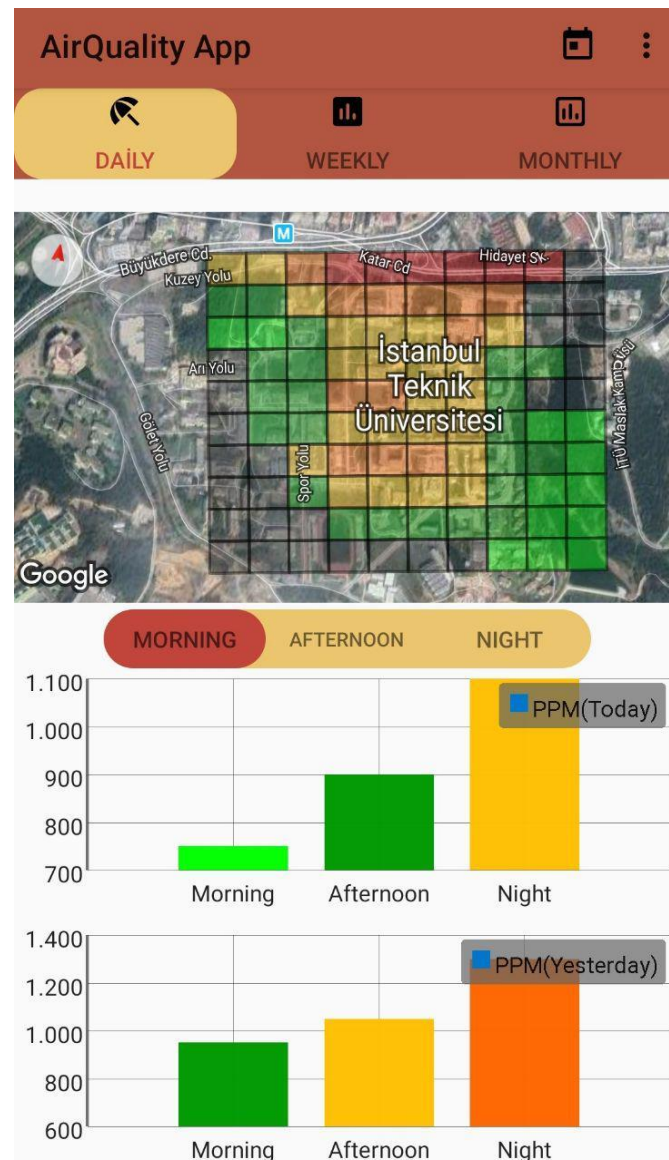 AirQuality App
DAİLY
WEEKLY
MONTHLY
M
Büyükdere Cd.
Katar Cd
Hidayet Sk.
Kuzey Yolu
Arı Yolu
İstanbul
Teknik
Üniversitesi
İTÜ Maslak Kampüsü
Gölet Yolu
Spor Yolu
Google
MORNING
AFTERNOON
NIGHT
1.100
PPM(Today)
1.000
900
800
700
Morning Afternoon Night
1.400
PPM(Yesterday)
1.200
1.000
800
600
Morning Afternoon Night